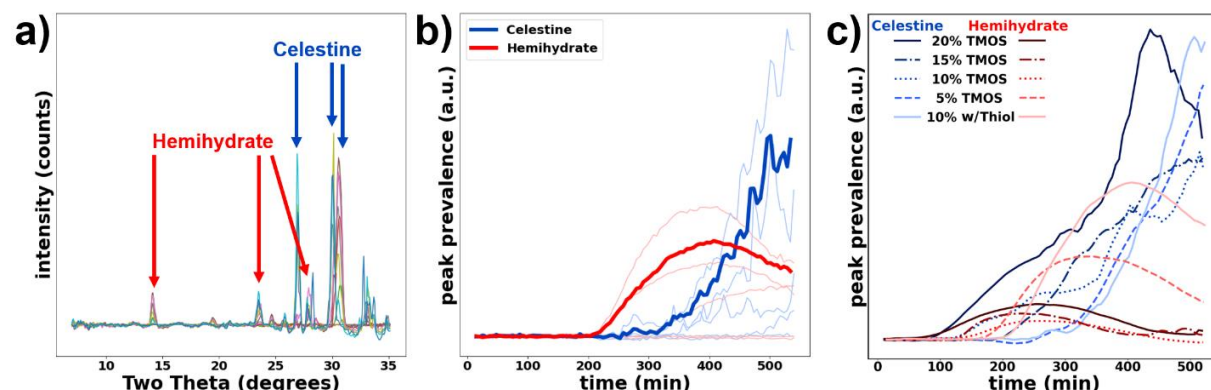 a)
Celestine
Hemihydrate
intensity (counts)
10 15 20 25 30 35
Two Theta (degrees)
b)
Celestine
Hemihydrate
peak prevalence (a.u.)
0 100 200 300 400 500
time (min)
c)
Celestine Hemihydrate
20% TMOS
15% TMOS
10% TMOS
5% TMOS
10% w/Thiol
peak prevalence (a.u.)
0 100 200 300 400 500
time (min)